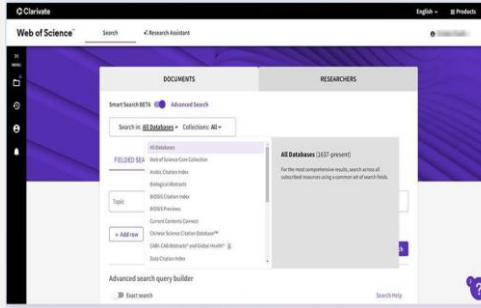 Clarivate
English
Products
Web of Science™
Search
Research Assistant
MENU
DOCUMENTS
RESEARCHERS
Smart Search BETA
Advanced Search
Search in: All Databases
Collections: All
FIELDED SEA
All Databases
Web of Science Core Collection
Arabic Citation Index
Biological Abstracts
BIOSIS Citation Index
BIOSIS Previews
Current Contents Connect
Chinese Science Citation Database℠
CABI: CAB Abstracts® and Global Health®
Data Citation Index
All Databases (1637-present)
For the most comprehensive results, search across all
subscribed resources using a common set of search fields.
Topic
+ Add row
Advanced search query builder
Exact search
Search Help
?